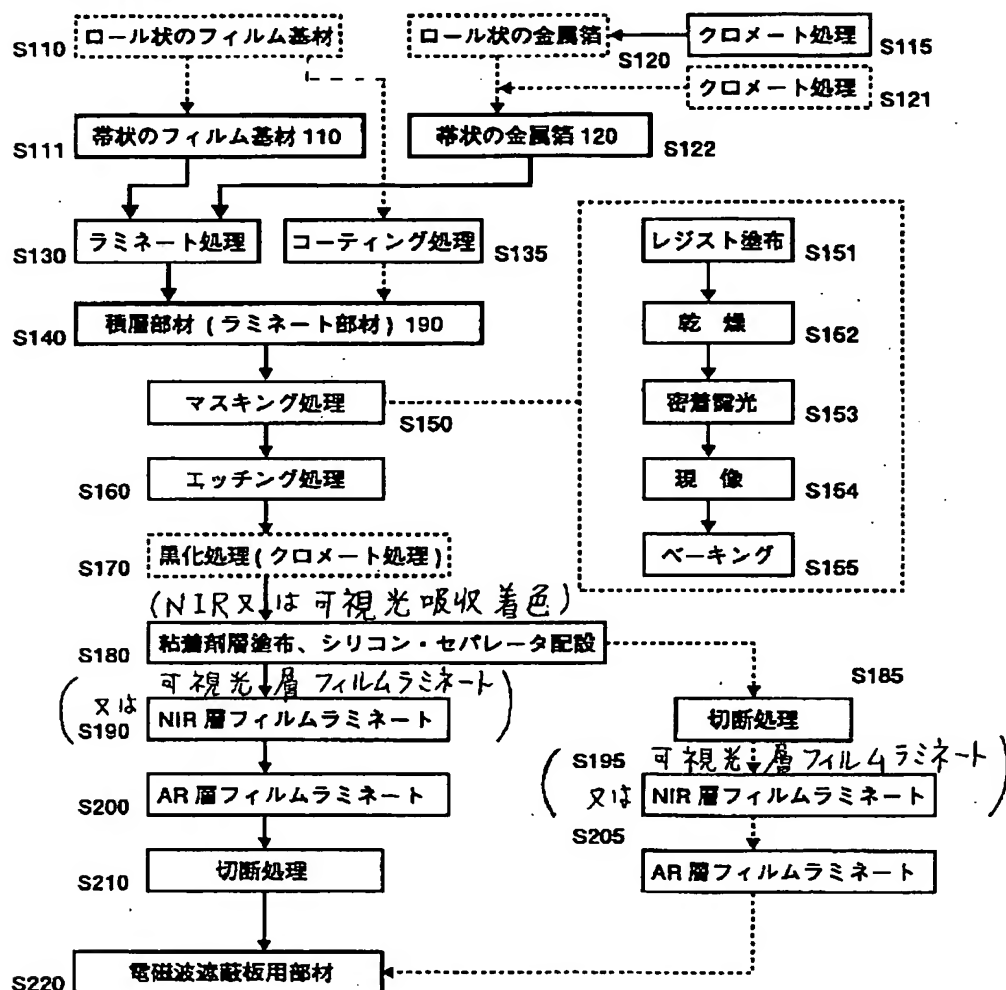 S110 ロール状のフィルム基材
ロール状の金属箔 S120
クロメート処理 S115
クロメート処理 S121
S111 帯状のフィルム基材 110
帯状の金属箔 120 S122
S130 ラミネート処理
コーティング処理 S135
S140 積層部材 (ラミネート部材) 190
マスキング処理 S150
レジスト塗布 S151
乾 燥 S152
密着露光 S153
現 像 S154
ベーキング S155
S160 エッチング処理
S170 黒化処理 (クロメート処理)
(NIR又は可視光吸収着色)
S180 粘着剤層塗布、シリコン・セパレータ配設
(又は 可視光層フィルムラミネート)
S190 NIR 層フィルムラミネート
S200 AR 層フィルムラミネート
S210 切断処理
S185
切断処理
S195 (可視光層フィルムラミネート)
又は NIR 層フィルムラミネート
S205
AR 層フィルムラミネート
S220 電磁波遮蔽板用部材